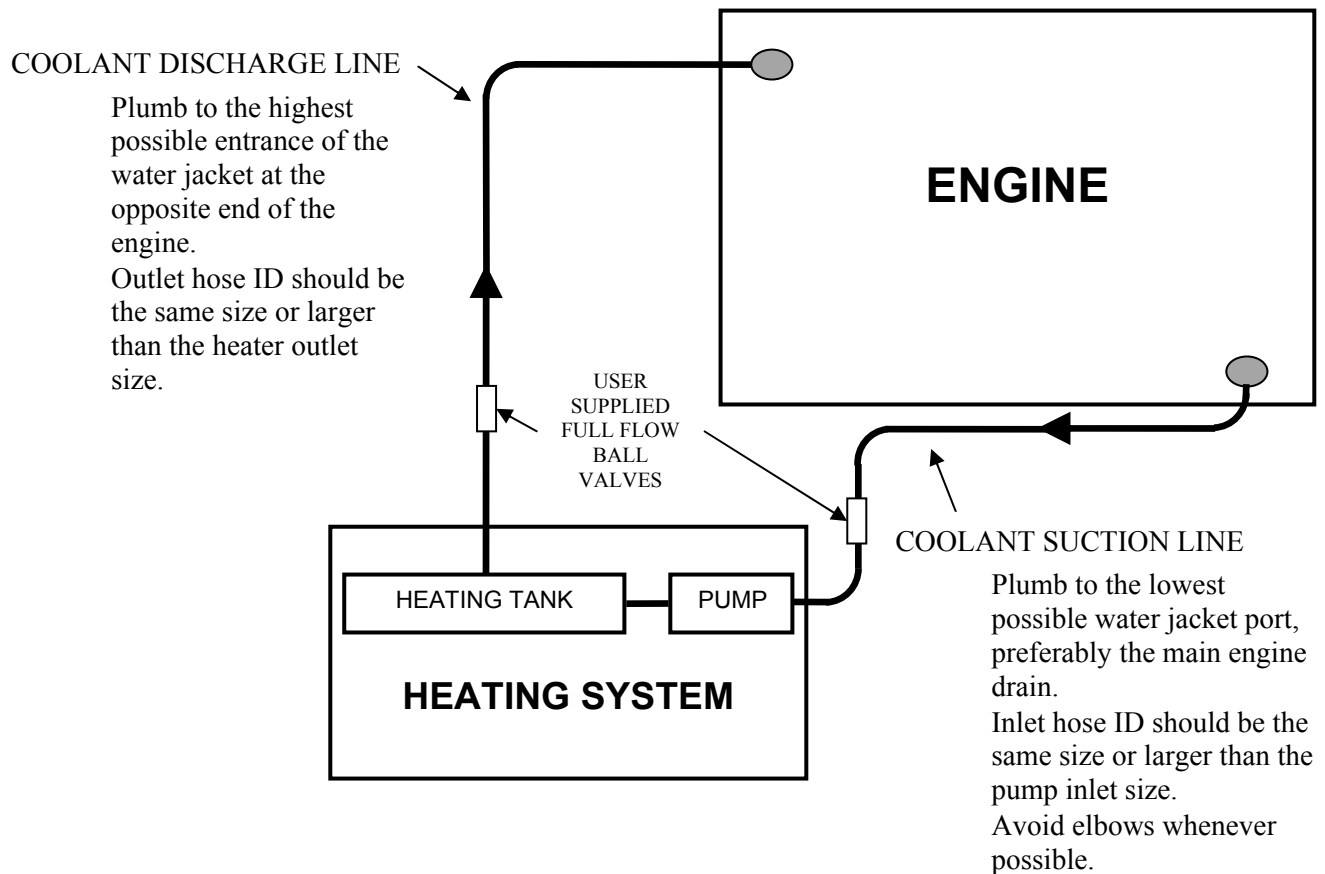 COOLANT DISCHARGE LINE
Plumb to the highest
possible entrance of the
water jacket at the
opposite end of the
engine.
Outlet hose ID should be
the same size or larger
than the heater outlet
size.
ENGINE
USER
SUPPLIED
FULL FLOW
BALL
VALVES
COOLANT SUCTION LINE
Plumb to the lowest
possible water jacket port,
preferably the main engine
drain.
Inlet hose ID should be the
same size or larger than the
pump inlet size.
Avoid elbows whenever
possible.
HEATING TANK
PUMP
HEATING SYSTEM